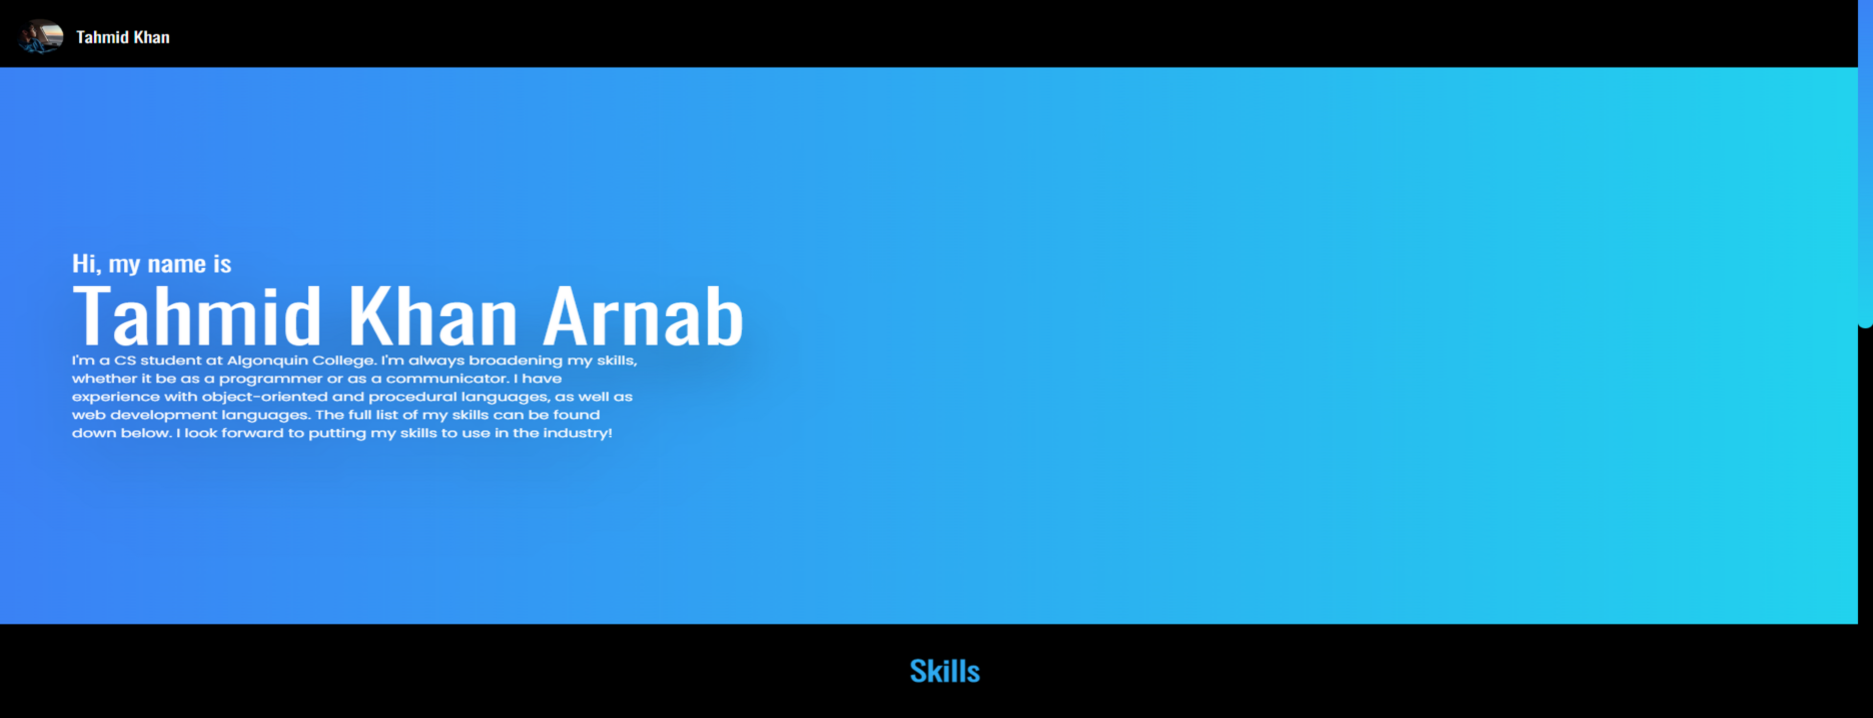 Tahmid Khan
Hi, my name is
Tahmid Khan Arnab
I'm a CS student at Algonquin College. I'm always broadening my skills,
whether it be as a programmer or as a communicator. I have
experience with object-oriented and procedural languages, as well as
web development languages. The full list of my skills can be found
down below. I look forward to putting my skills to use in the industry!
Skills